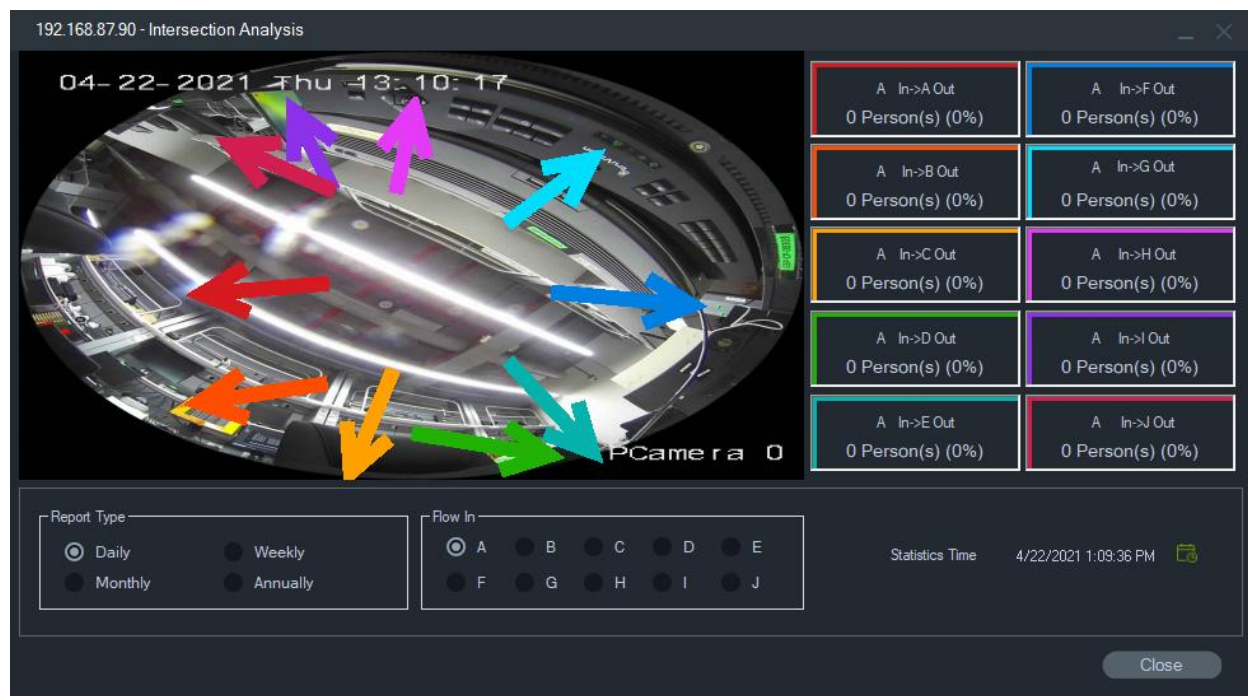 192.168.87.90 - Intersection Analysis
04-22-2021 Thu 13:10:17
PCamera 0
A In->A Out
0 Person(s) (0%)
A In->F Out
0 Person(s) (0%)
A In->B Out
0 Person(s) (0%)
A In->G Out
0 Person(s) (0%)
A In->C Out
0 Person(s) (0%)
A In->H Out
0 Person(s) (0%)
A In->D Out
0 Person(s) (0%)
A In->I Out
0 Person(s) (0%)
A In->E Out
0 Person(s) (0%)
A In->J Out
0 Person(s) (0%)
Report Type
Daily
Weekly
Monthly
Annually
Flow In
A B C D E
F G H I J
Statistics Time 4/22/2021 1:09:36 PM
Close